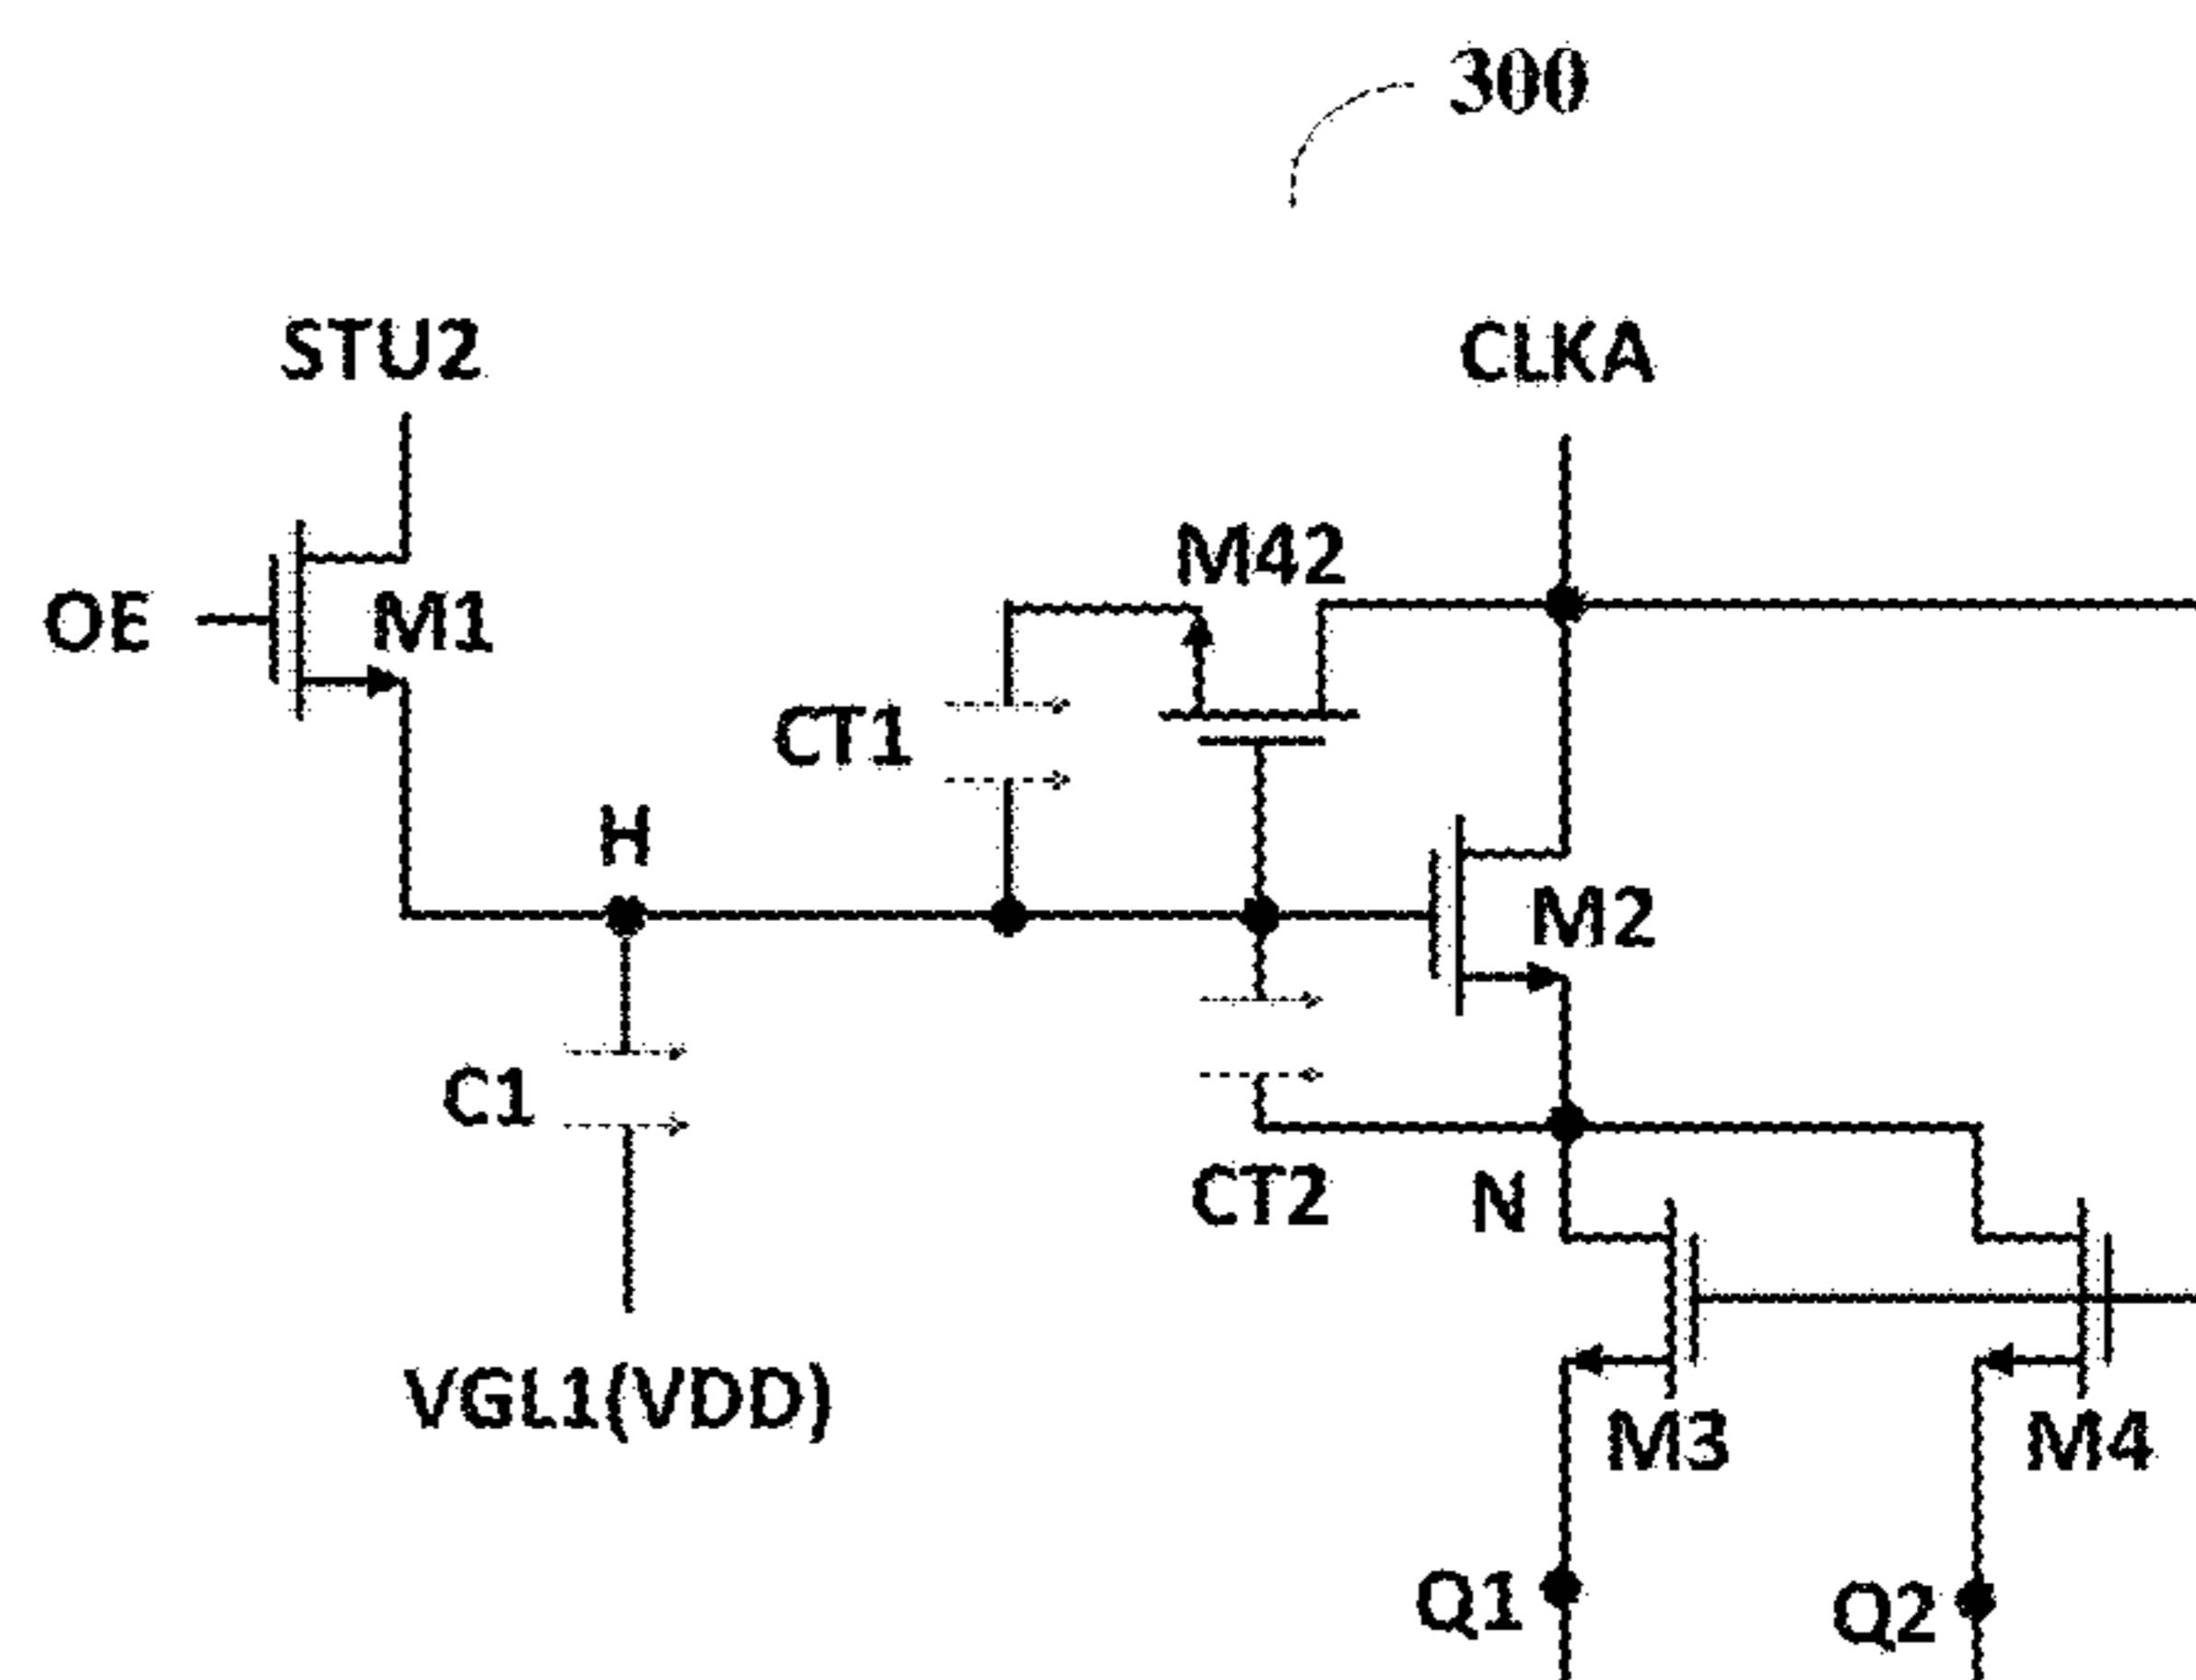 300
STU2
CLKA
M42
OE
M1
CT1
H
M2
C1
CT2
N
VGL1(VDD)
M3
M4
Q1
Q2